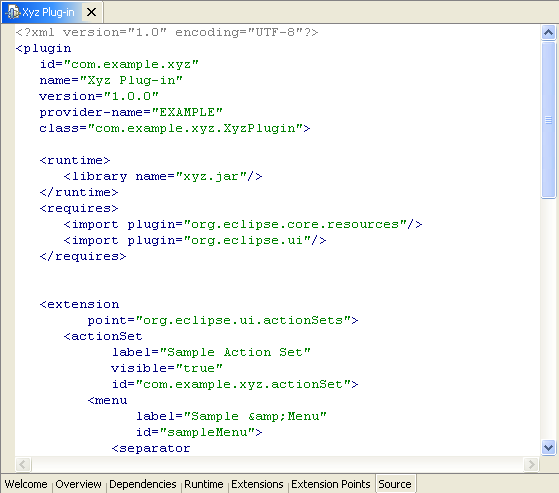 Xyz Plug-in
<?xml version="1.0" encoding="UTF-8"?>
<plugin
   id="com.example.xyz"
   name="Xyz Plug-in"
   version="1.0.0"
   provider-name="EXAMPLE"
   class="com.example.xyz.XyzPlugin">

   <runtime>
      <library name="xyz.jar"/>
   </runtime>
   <requires>
      <import plugin="org.eclipse.core.resources"/>
      <import plugin="org.eclipse.ui"/>
   </requires>


   <extension
         point="org.eclipse.ui.actionSets">
      <actionSet
            label="Sample Action Set"
            visible="true"
            id="com.example.xyz.actionSet">
         <menu
               label="Sample &amp;Menu"
               id="sampleMenu">
            <separator
Welcome Overview Dependencies Runtime Extensions Extension Points Source